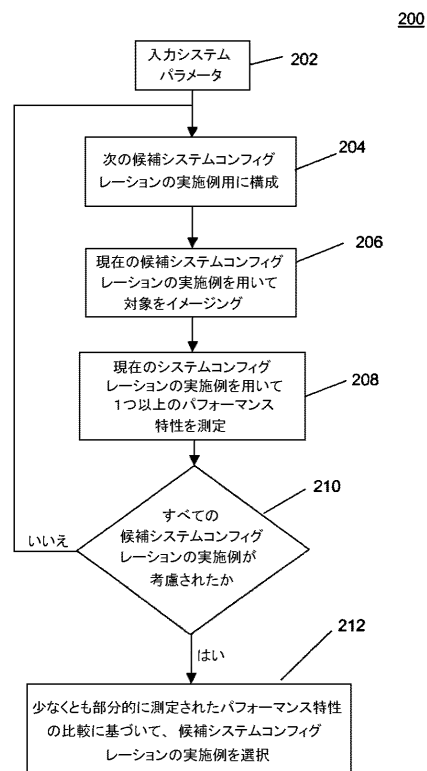 200
入力システム
パラメータ
202
次の候補システムコンフィグ
レーションの実施例用に構成
204
現在の候補システムコンフィグ
レーションの実施例を用いて
対象をイメージング
206
現在のシステムコンフィグ
レーションの実施例を用いて
1つ以上のパフォーマンス
特性を測定
208
すべての
候補システムコンフィグ
レーションの実施例が
考慮されたか
210
いいえ
はい
212
少なくとも部分的に測定されたパフォーマンス特性
の比較に基づいて、候補システムコンフィグ
レーションの実施例を選択